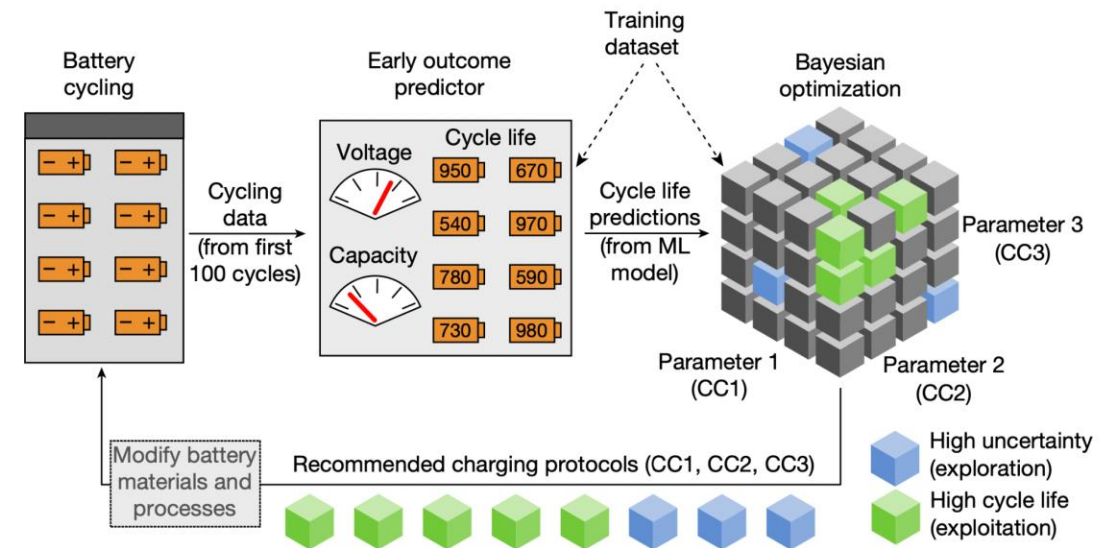 Battery
cycling
− +
− +
− +
− +
− +
− +
− +
− +
Cycling
data
(from first
100 cycles)
Early outcome
predictor
Voltage
Capacity
Cycle life
950 670
540 970
780 590
730 980
Training
dataset
Cycle life
predictions
(from ML
model)
Bayesian
optimization
Parameter 3
(CC3)
Parameter 1
(CC1)
Parameter 2
(CC2)
Modify battery
materials and
processes
Recommended charging protocols (CC1, CC2, CC3)
High uncertainty
(exploration)
High cycle life
(exploitation)